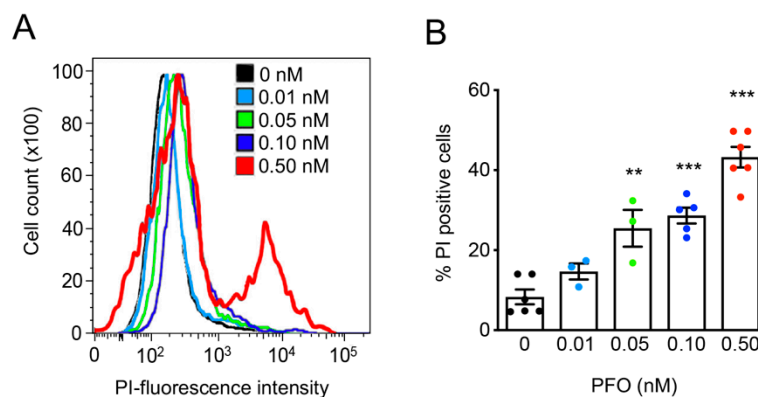 A
Cell count (x100)
100
80
60
40
20
0
0 nM
0.01 nM
0.05 nM
0.10 nM
0.50 nM
0 10² 10³ 10⁴ 10⁵
PI-fluorescence intensity
B
% PI positive cells
60
40
20
0
**
***
***
0 0.01 0.05 0.10 0.50
PFO (nM)